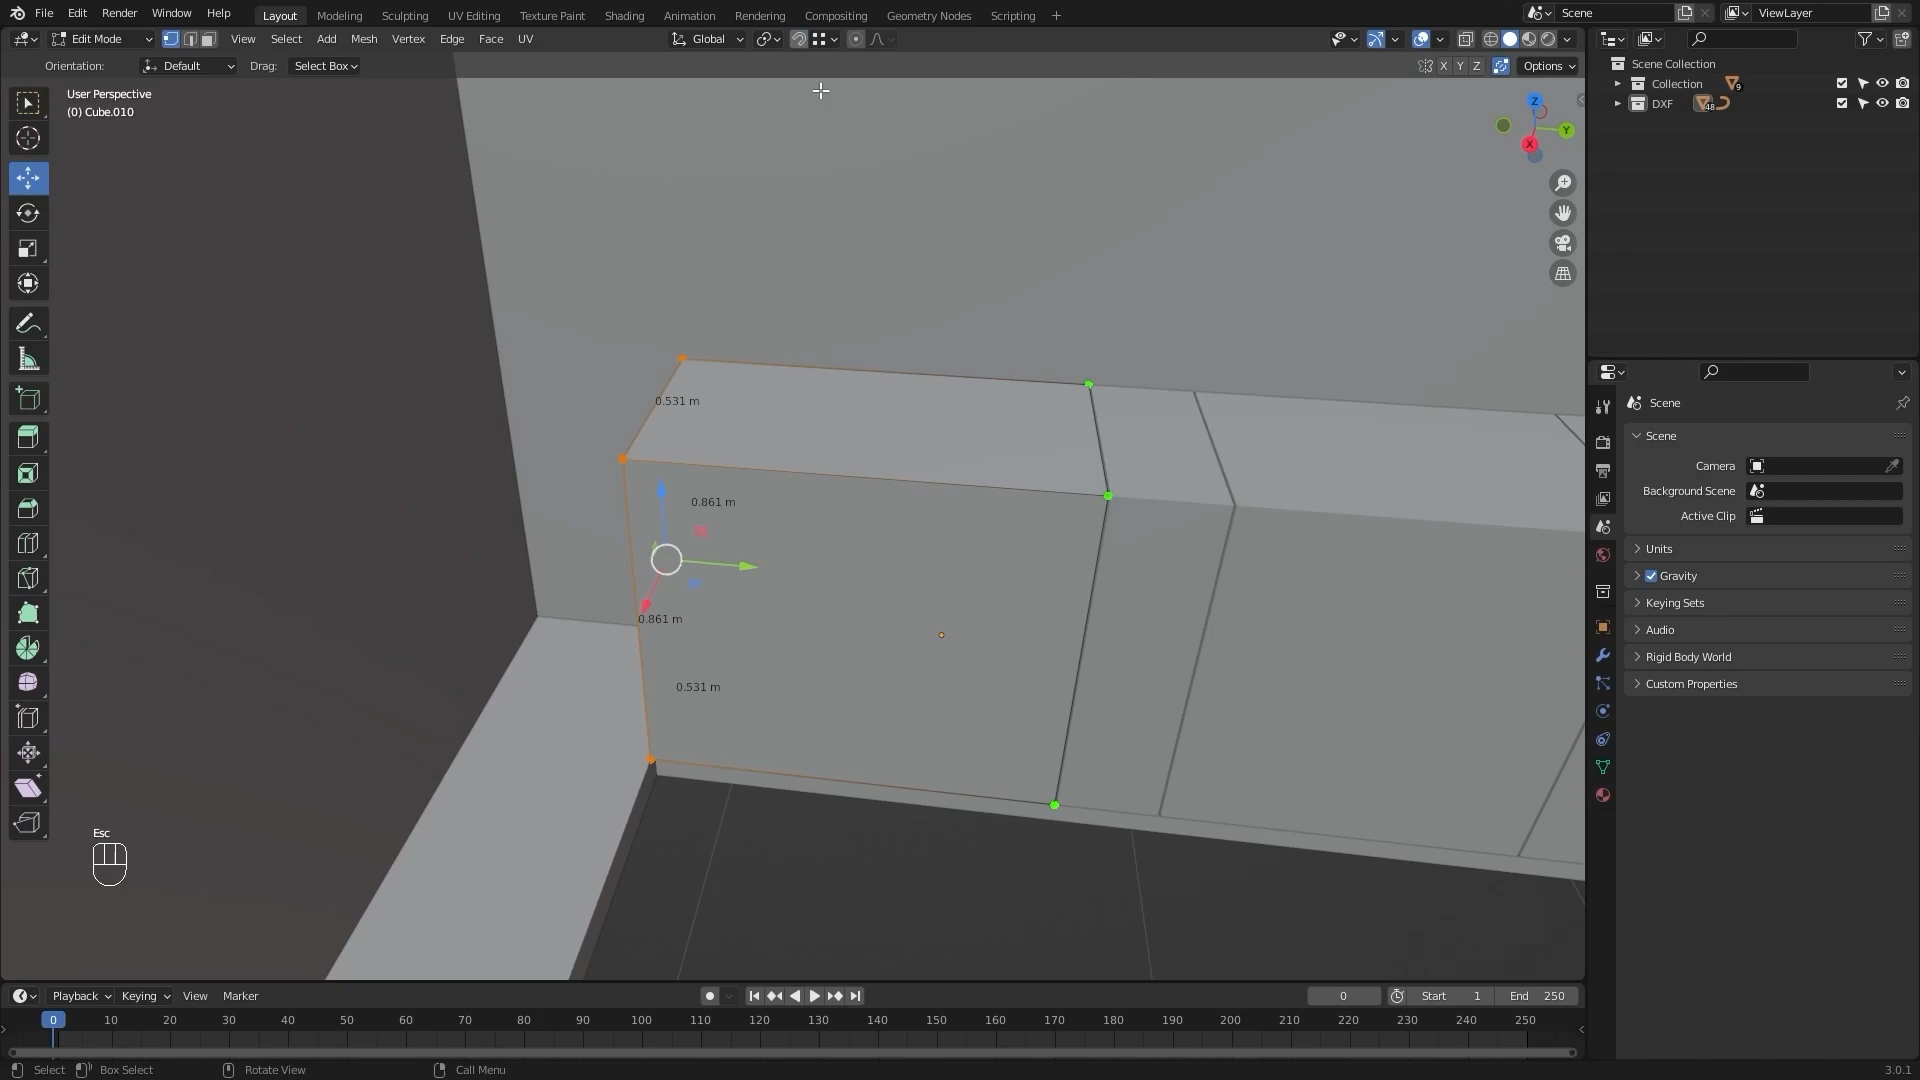 File Edit Render Window Help Layout Modeling Sculpting UV Editing Texture Paint Shading Animation Rendering Compositing Geometry Nodes Scripting + Scene ViewLayer
Edit Mode View Select Add Mesh Vertex Edge Face UV Global
Orientation: Default Drag: Select Box X Y Z Options
User Perspective
(0) Cube.010
Z
Y
X
0.531 m
0.861 m
0.861 m
0.531 m
Esc
Scene Collection
Collection 9
DXF 48
Scene
Scene
Camera
Background Scene
Active Clip
Units
Gravity
Keying Sets
Audio
Rigid Body World
Custom Properties
Playback Keying View Marker 0 Start 1 End 250
0 10 20 30 40 50 60 70 80 90 100 110 120 130 140 150 160 170 180 190 200 210 220 230 240 250
Select Box Select Rotate View Call Menu 3.0.1